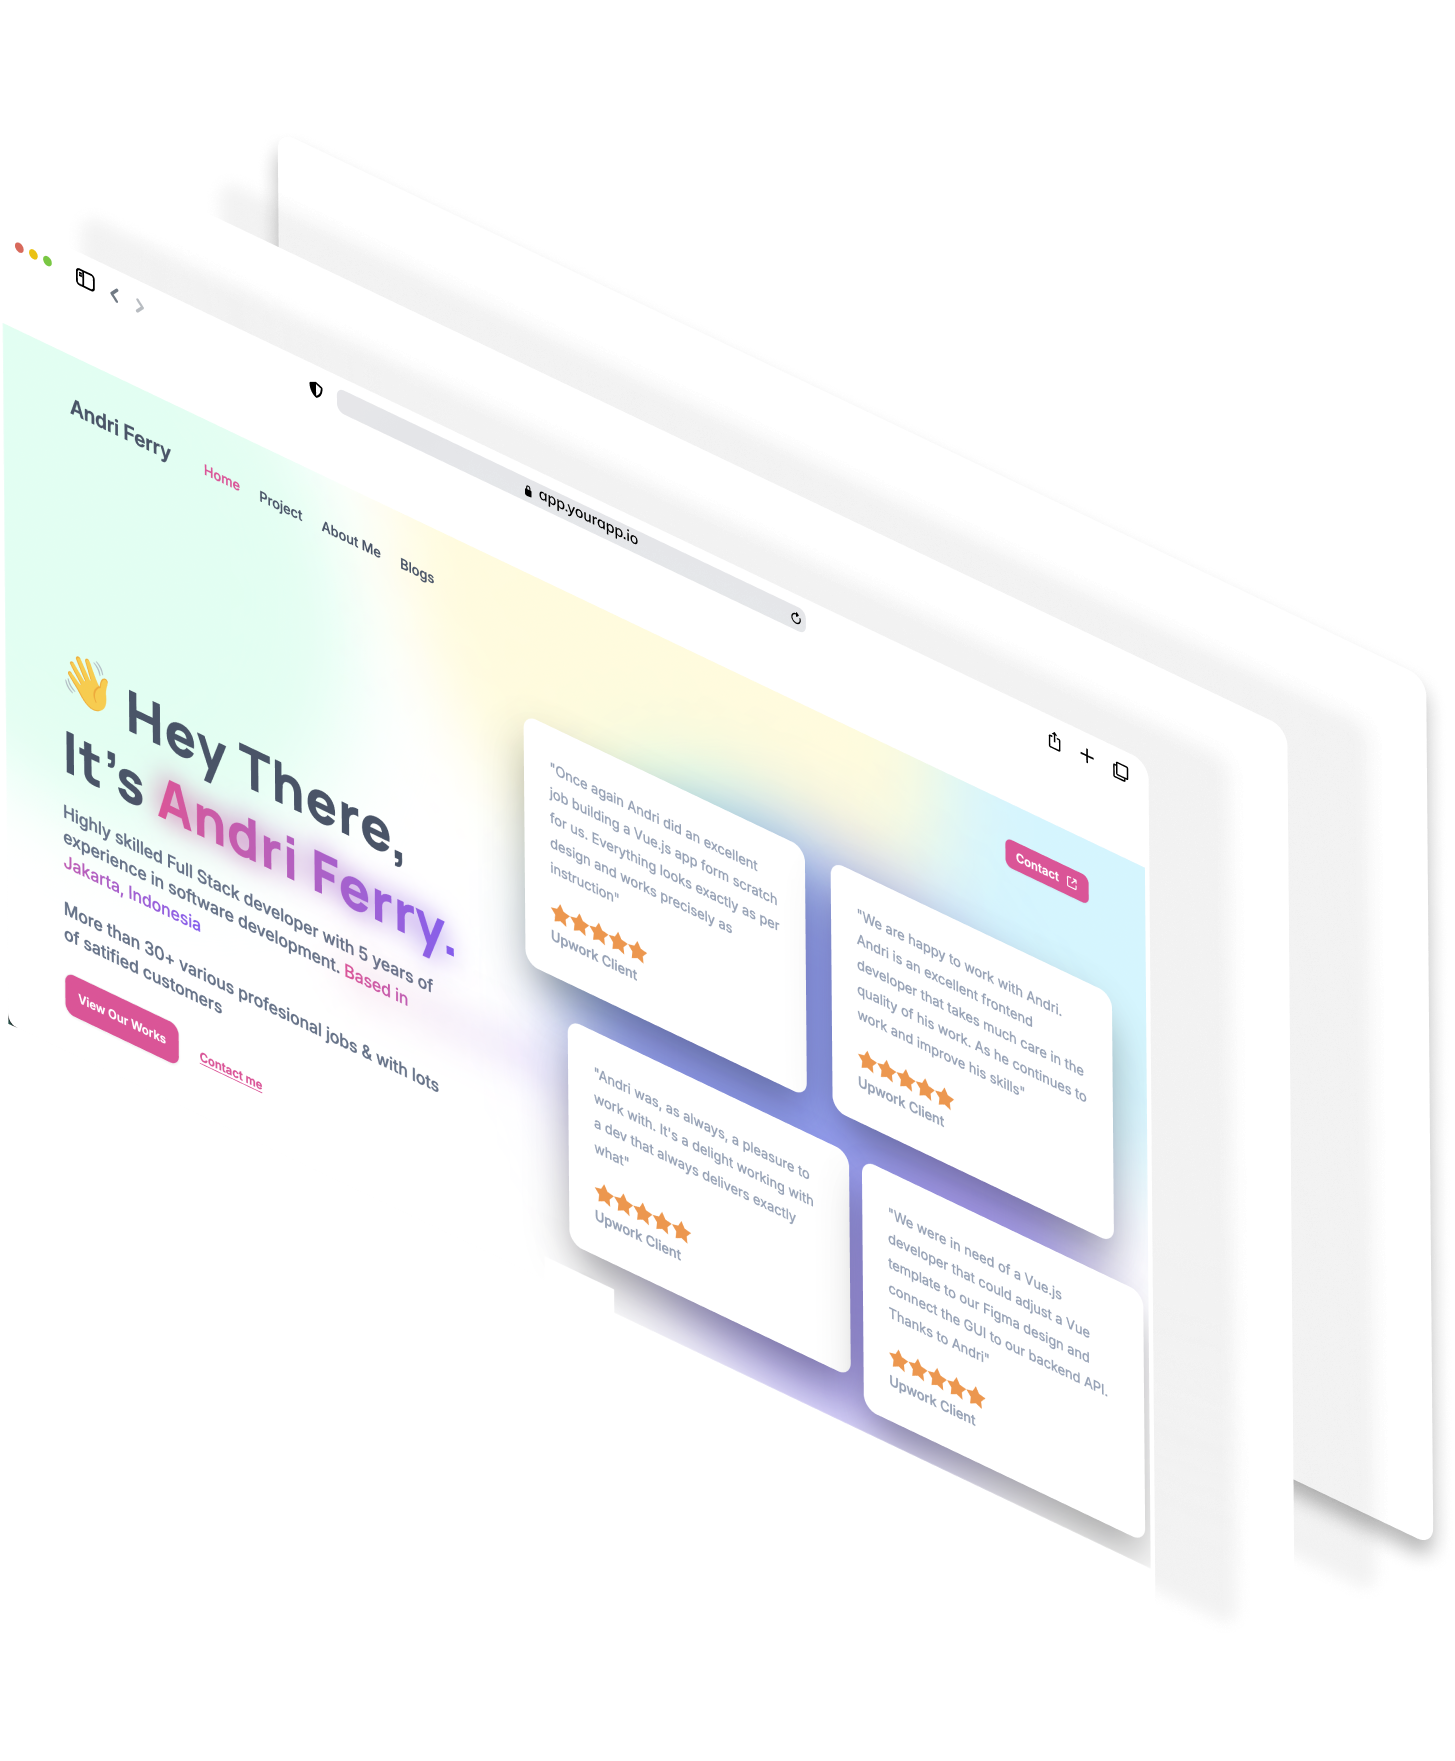 app.yourapp.io
Andri Ferry
Home
Project
About Me
Blogs
Contact
👋 Hey There,
It’s Andri Ferry.
Highly skilled Full Stack developer with 5 years of
experience in software development. Based in
Jakarta, Indonesia
More than 30+ various profesional jobs & with lots
of satified customers
View Our Works
Contact me
"Once again Andri did an excellent
job building a Vue.js app form scratch
for us. Everything looks exactly as per
design and works precisely as
instruction"
Upwork Client
"We are happy to work with Andri.
Andri is an excellent frontend
developer that takes much care in the
quality of his work. As he continues to
work and improve his skills"
Upwork Client
"Andri was, as always, a pleasure to
work with. It's a delight working with
a dev that always delivers exactly
what"
Upwork Client
"We were in need of a Vue.js
developer that could adjust a Vue
template to our Figma design and
connect the GUI to our backend API.
Thanks to Andri"
Upwork Client